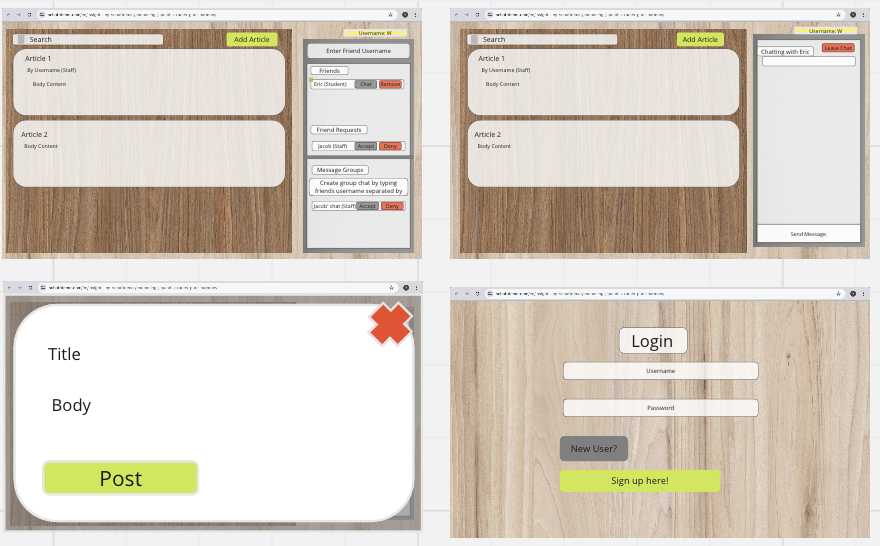 Username: W
Search
Add Article
Enter Friend Username
Article 1
By Username (Staff)
Body Content
Friends
Eric (Student)
Chat
Remove
Article 2
Body Content
Friend Requests
Jacob (Staff)
Accept
Deny
Message Groups
Create group chat by typing
friends username separated by
Jacob' chat (Staff)
Accept
Deny
Username: W
Search
Add Article
Chatting with Eric
Leave Chat
Article 1
By Username (Staff)
Body Content
Article 2
Body Content
Send Message:
Title
Body
Post
Login
Username
Password
New User?
Sign up here!